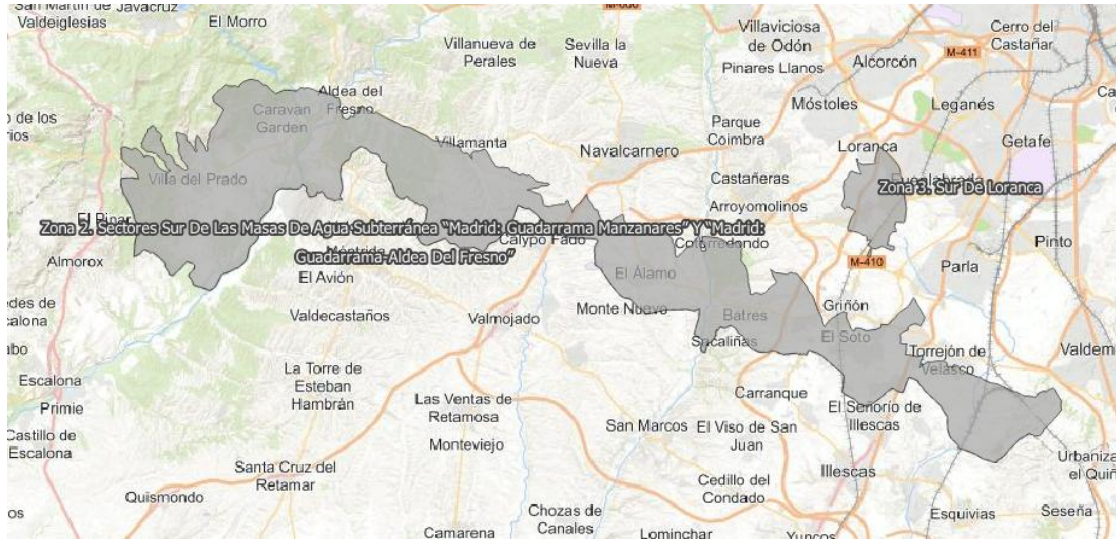 San Martín de
Valdeiglesias
Javacruz
El Morro
Villanueva de
Perales
Sevilla la
Nueva
Villaviciosa
de Odón
Cerro del
Castañar
M-411
Pinares Llanos
Alcorcón
Móstoles
Leganés
Getafe
Aldea del
Fresno
Caravan
Garden
Villamanta
Navalcarnero
Parque
Coimbra
Loranca
Castañeras
Fuenlabrada
Zona 3. Sur De Loranca
Villa del Prado
Arroyomolinos
El Pinar
Zona 2. Sectores Sur De Las Masas De Agua Subterránea "Madrid: Guadarrama Manzanares" Y "Madrid:
Guadarrama-Aldea Del Fresno"
Calypo Fado
Cotorredondo
Pinto
Almorox
Méntrida
El Avión
El Álamo
M-410
Parla
Valdecastaños
Valmojado
Monte Nuevo
Batres
Griñón
El Soto
Sacaliñas
Torrejón de
Velasco
Escalona
La Torre de
Esteban
Hambrán
Primie
Las Ventas de
Retamosa
Carranque
El Señorío de
Illescas
Castillo de
Escalona
Monteviejo
San Marcos
El Viso de San
Juan
Santa Cruz del
Retamar
Illescas
Quismondo
Cedillo del
Condado
Chozas de
Canales
Esquivias
Seseña
Camarena
Lominchar
Yuncos